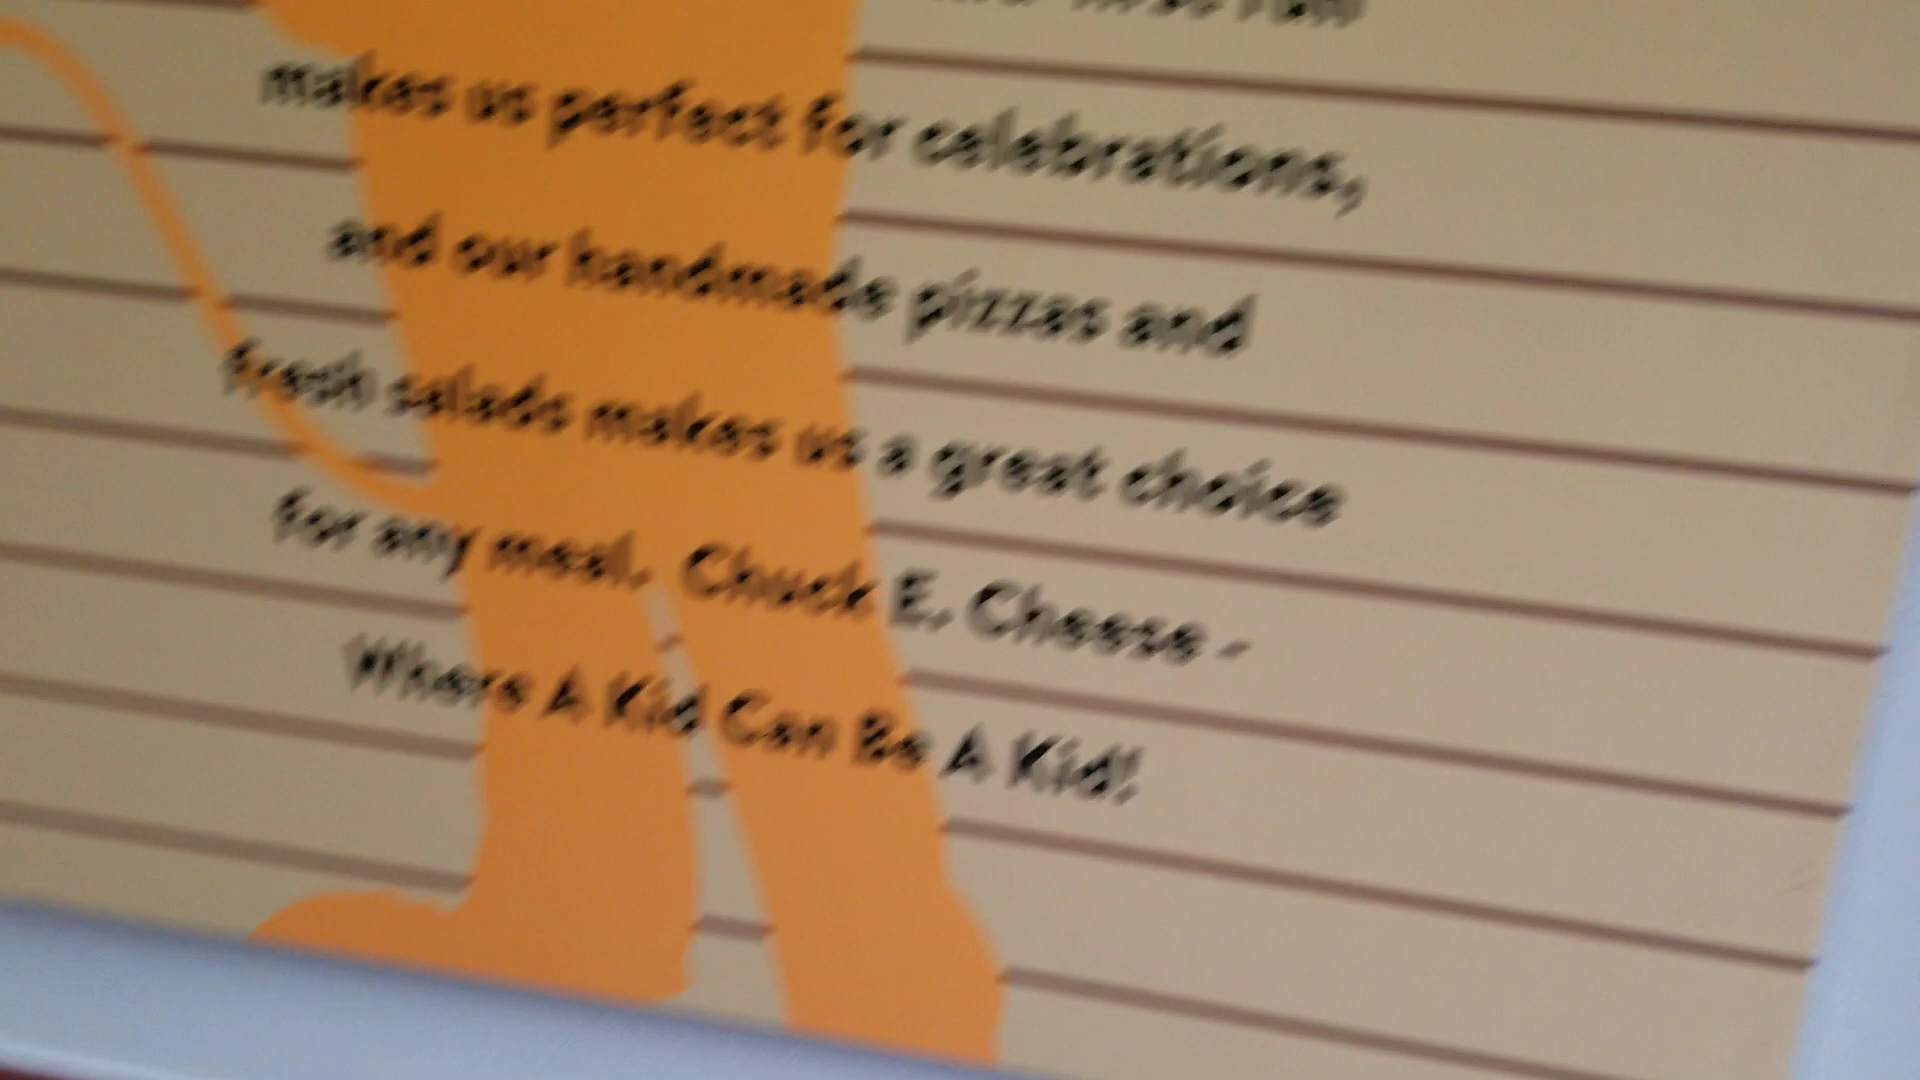 makes us perfect for celebrations,
and our handmade pizzas and
fresh salads makes us a great choice
for any meal. Chuck E. Cheese -
Where A Kid Can Be A Kid!